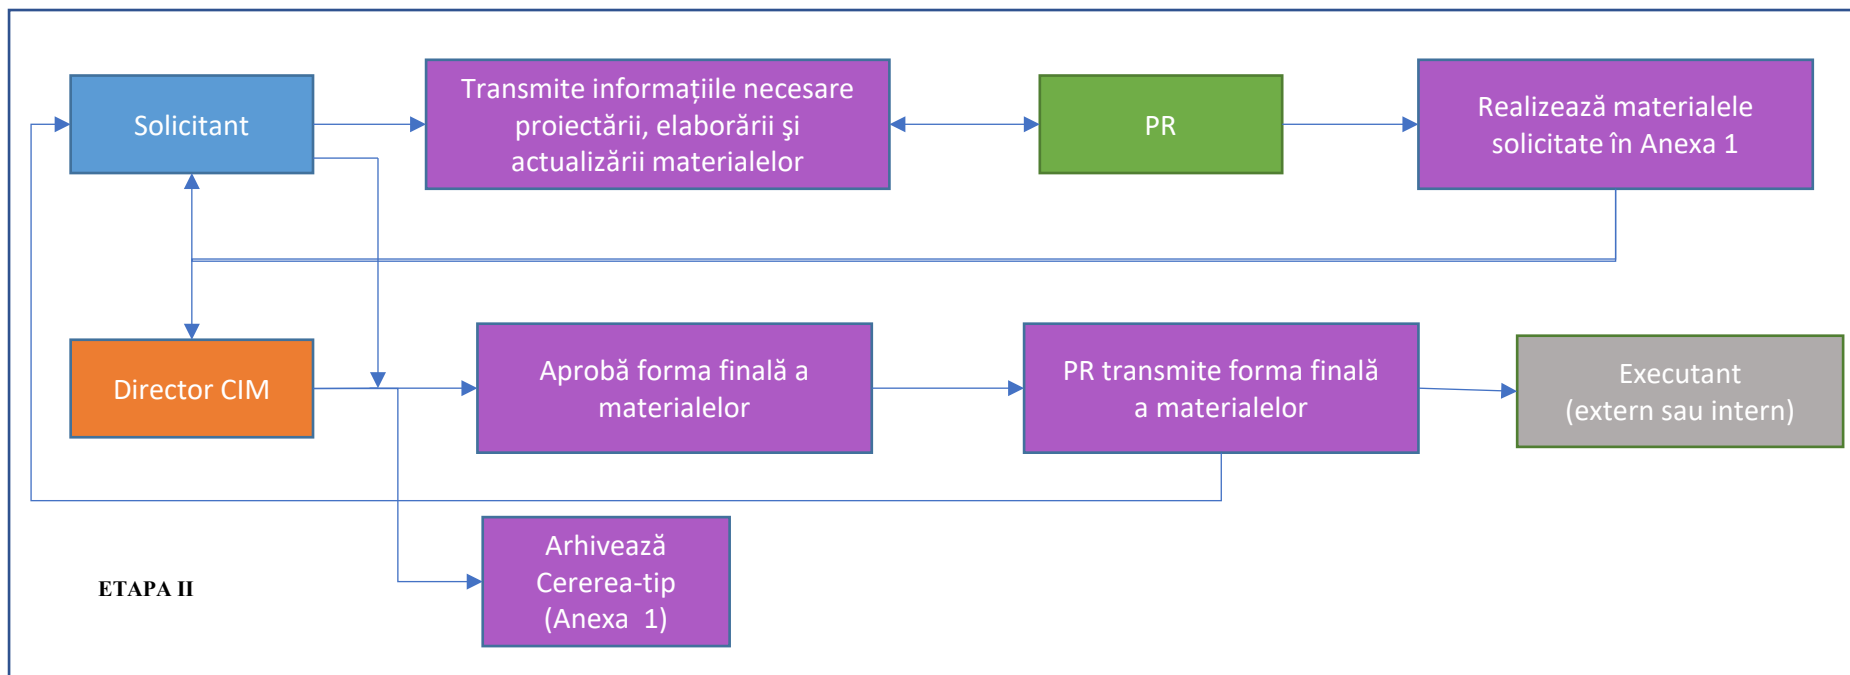 Solicitant
Transmite informațiile necesare
proiectării, elaborării şi
actualizării materialelor
PR
Realizează materialele
solicitate în Anexa 1
Director CIM
Aprobă forma finală a
materialelor
PR transmite forma finală
a materialelor
Executant
(extern sau intern)
Arhivează
Cererea-tip
(Anexa  1)
ETAPA II